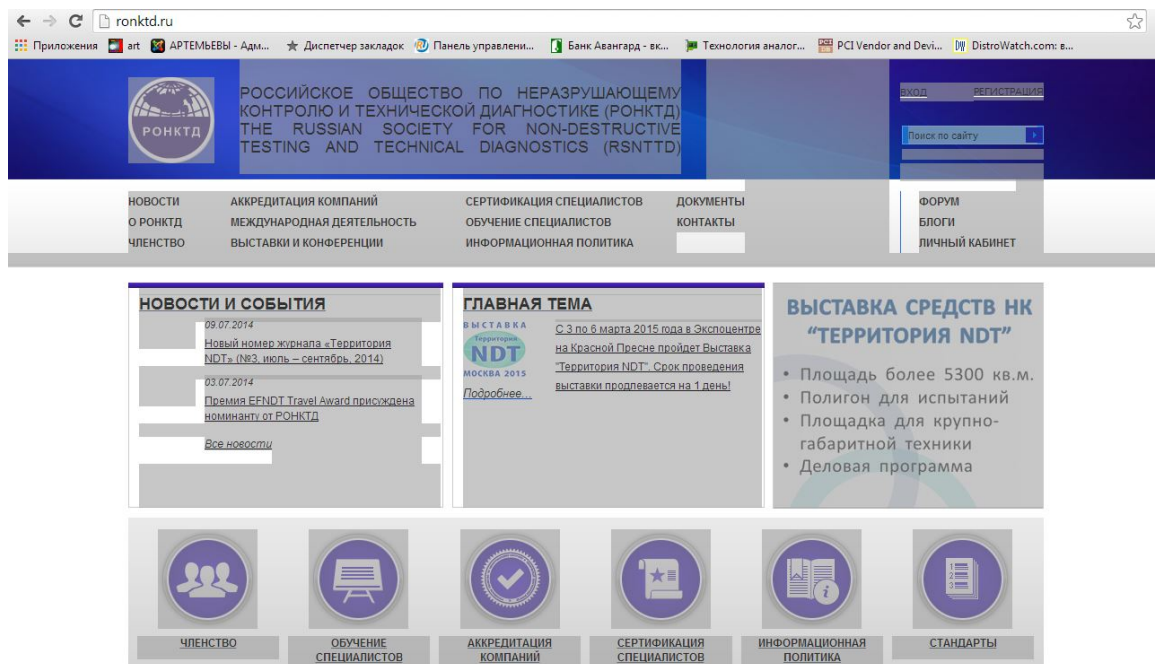 ronktd.ru
Приложения art АРТЕМЬЕВЫ - Адм... Диспетчер закладок Панель управлени... Банк Авангард - вк... Технология аналог... PCI Vendor and Devi... DistroWatch.com: в...
РОНКТД
РОССИЙСКОЕ ОБЩЕСТВО ПО НЕРАЗРУШАЮЩЕМУ
КОНТРОЛЮ И ТЕХНИЧЕСКОЙ ДИАГНОСТИКЕ (РОНКТД)
THE RUSSIAN SOCIETY FOR NON-DESTRUCTIVE
TESTING AND TECHNICAL DIAGNOSTICS (RSNTTD)
ВХОД РЕГИСТРАЦИЯ
Поиск по сайту
НОВОСТИ АККРЕДИТАЦИЯ КОМПАНИЙ СЕРТИФИКАЦИЯ СПЕЦИАЛИСТОВ ДОКУМЕНТЫ ФОРУМ
О РОНКТД МЕЖДУНАРОДНАЯ ДЕЯТЕЛЬНОСТЬ ОБУЧЕНИЕ СПЕЦИАЛИСТОВ КОНТАКТЫ БЛОГИ
ЧЛЕНСТВО ВЫСТАВКИ И КОНФЕРЕНЦИИ ИНФОРМАЦИОННАЯ ПОЛИТИКА ЛИЧНЫЙ КАБИНЕТ
НОВОСТИ И СОБЫТИЯ
09.07.2014
Новый номер журнала «Территория
NDT» (№3, июль – сентябрь, 2014)
03.07.2014
Премия EFNDT Travel Award присуждена
номинанту от РОНКТД
Все новости
ГЛАВНАЯ ТЕМА
ВЫСТАВКА
Территория
NDT
МОСКВА 2015
Подробнее...
С 3 по 6 марта 2015 года в Экспоцентре
на Красной Пресне пройдет Выставка
"Территория NDT". Срок проведения
выставки продлевается на 1 день!
ВЫСТАВКА СРЕДСТВ НК
“ТЕРРИТОРИЯ NDT”
• Площадь более 5300 кв.м.
• Полигон для испытаний
• Площадка для крупно-
габаритной техники
• Деловая программа
ЧЛЕНСТВО
ОБУЧЕНИЕ
СПЕЦИАЛИСТОВ
АККРЕДИТАЦИЯ
КОМПАНИЙ
СЕРТИФИКАЦИЯ
СПЕЦИАЛИСТОВ
ИНФОРМАЦИОННАЯ
ПОЛИТИКА
СТАНДАРТЫ